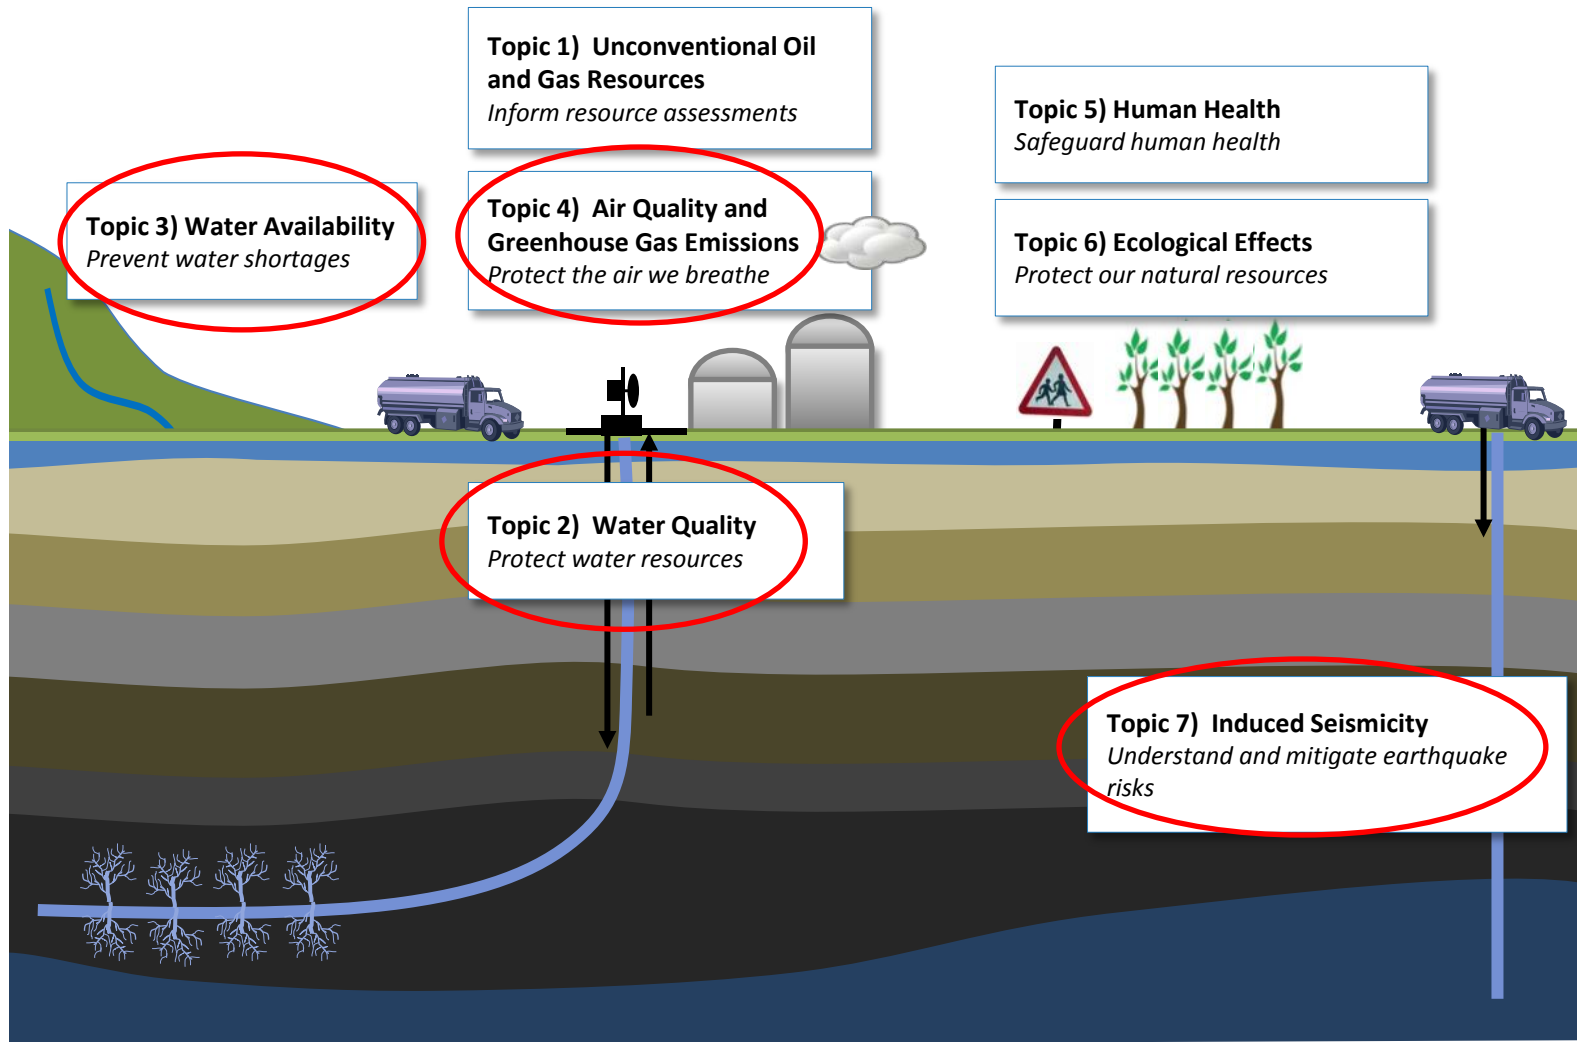 Topic 1)  Unconventional Oil
and Gas Resources
Inform resource assessments
Topic 5) Human Health
Safeguard human health
Topic 3) Water Availability
Prevent water shortages
Topic 4)  Air Quality and
Greenhouse Gas Emissions
Protect the air we breathe
Topic 6) Ecological Effects
Protect our natural resources
Topic 2)  Water Quality
Protect water resources
Topic 7)  Induced Seismicity
Understand and mitigate earthquake
risks